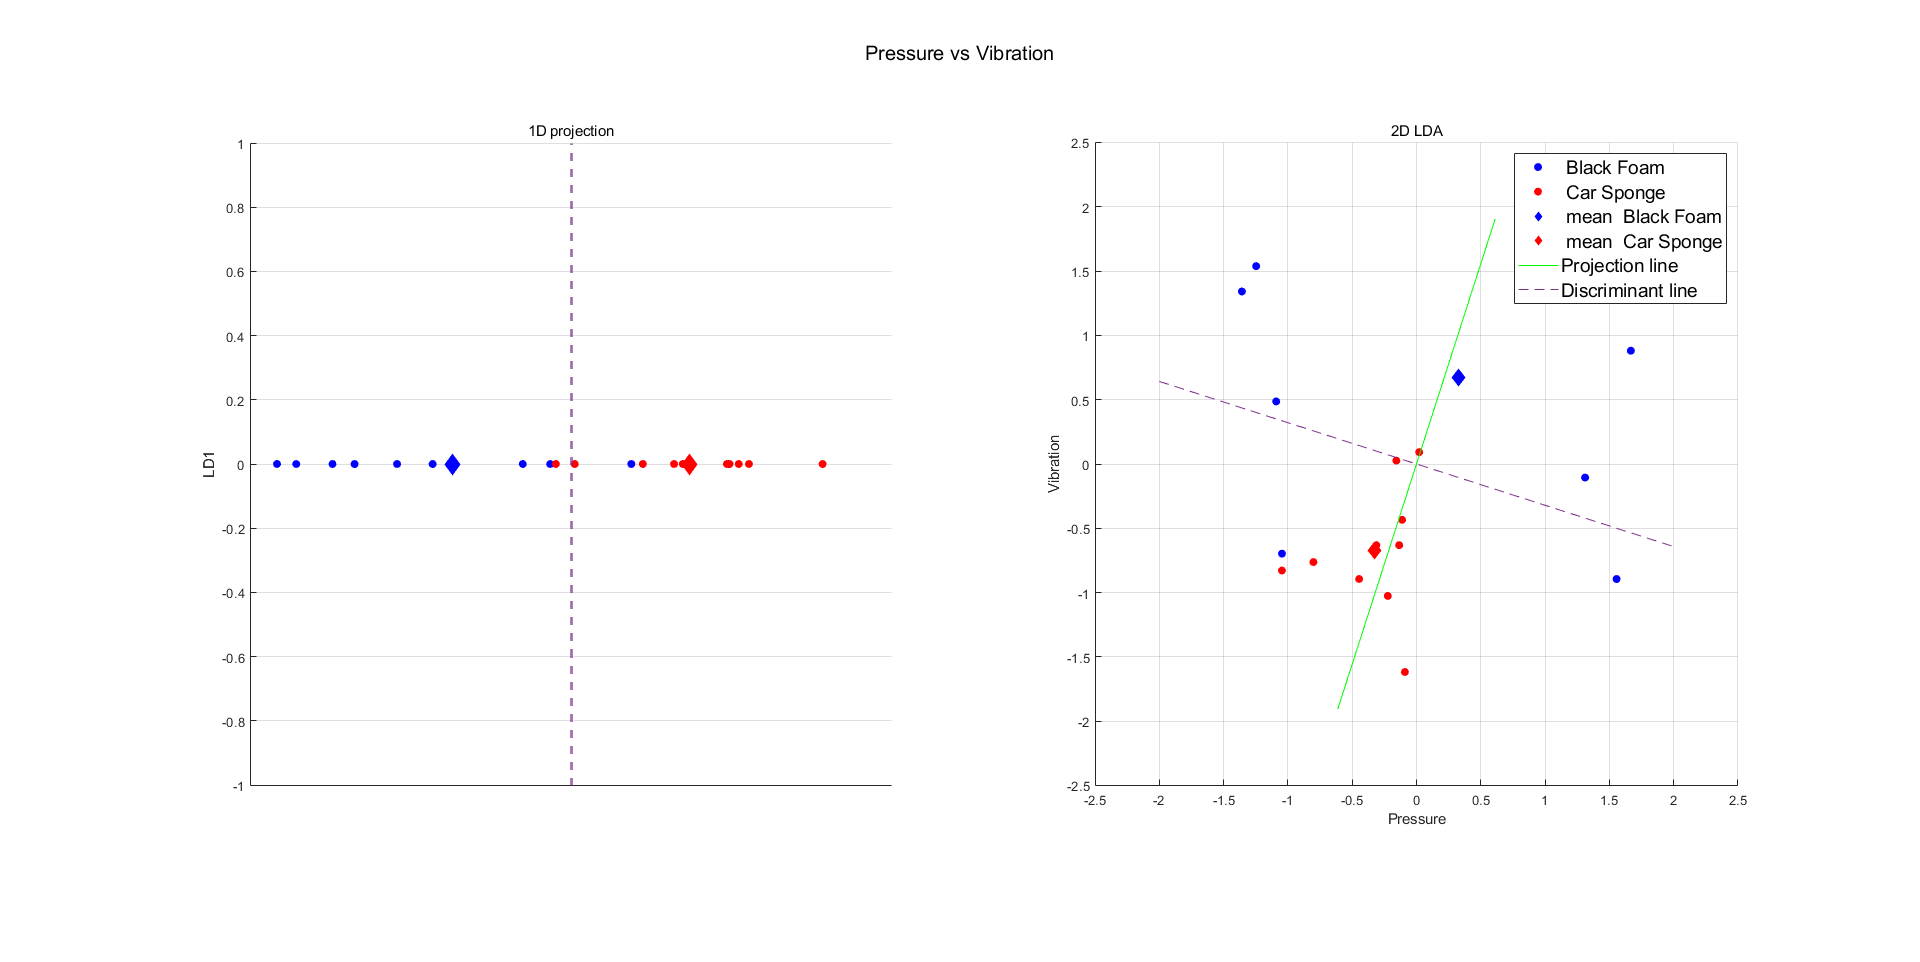 Pressure vs Vibration
1D projection
1
0.8
0.6
0.4
0.2
0
-0.2
-0.4
-0.6
-0.8
-1
LD1
2D LDA
2.5
2
1.5
1
0.5
0
-0.5
-1
-1.5
-2
-2.5
Vibration
-2.5 -2 -1.5 -1 -0.5 0 0.5 1 1.5 2 2.5
Pressure
Black Foam
Car Sponge
mean Black Foam
mean Car Sponge
Projection line
Discriminant line